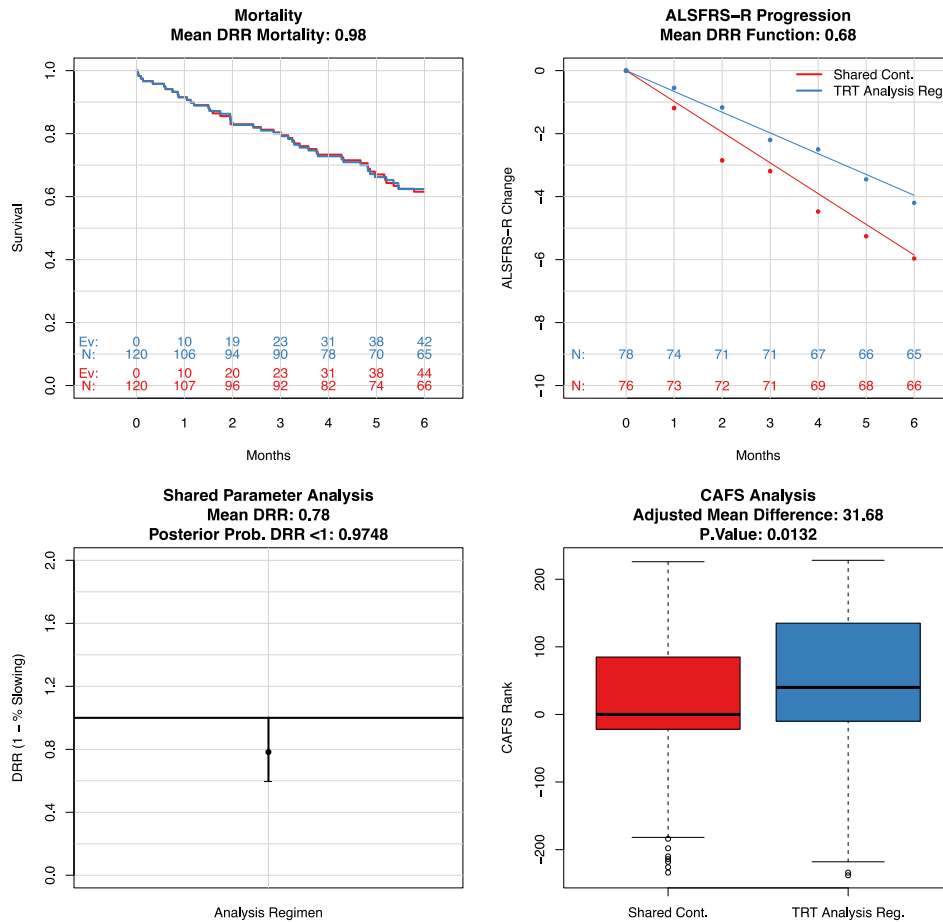 Mortality
Mean DRR Mortality: 0.98
Survival
1.0
0.8
0.6
0.4
0.2
0.0
Ev: 0 10 19 23 31 38 42
N: 120 106 94 90 78 70 65
Ev: 0 10 20 23 31 38 44
N: 120 107 96 92 82 74 66
0 1 2 3 4 5 6
Months
ALSFRS−R Progression
Mean DRR Function: 0.68
Shared Cont.
TRT Analysis Reg.
ALSFRS−R Change
0
−2
−4
−6
−8
−10
N: 78 74 71 71 67 66 65
N: 76 73 72 71 69 68 66
0 1 2 3 4 5 6
Months
Shared Parameter Analysis
Mean DRR: 0.78
Posterior Prob. DRR <1: 0.9748
DRR (1 − % Slowing)
2.0
1.6
1.2
0.8
0.4
0.0
Analysis Regimen
CAFS Analysis
Adjusted Mean Difference: 31.68
P.Value: 0.0132
CAFS Rank
200
100
0
−100
−200
Shared Cont. TRT Analysis Reg.